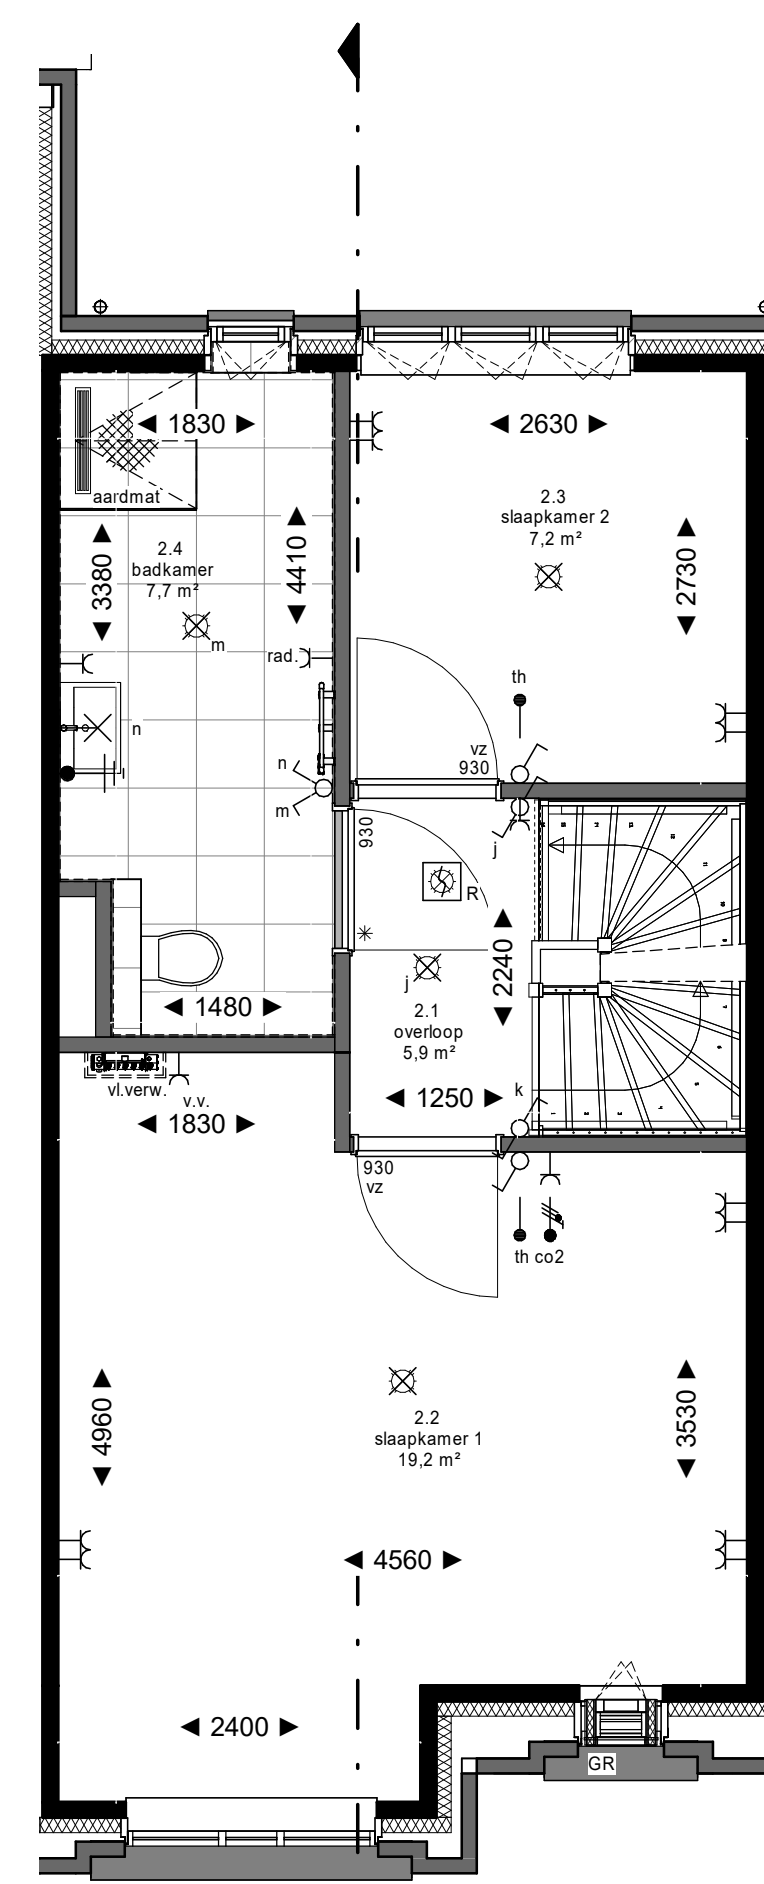 1830
2630
2.3
slaapkamer 2
7,2 m²
aardmat
2.4
badkamer
7,7 m²
3380
4410
2730
m
rad.
th
n
vz
930
n
m
930
j
R
2240
j
2.1
overloop
5,9 m²
1480
vl.verw.
v.v.
1830
1250
k
930
vz
th co2
2.2
slaapkamer 1
19,2 m²
4960
3530
4560
2400
GR